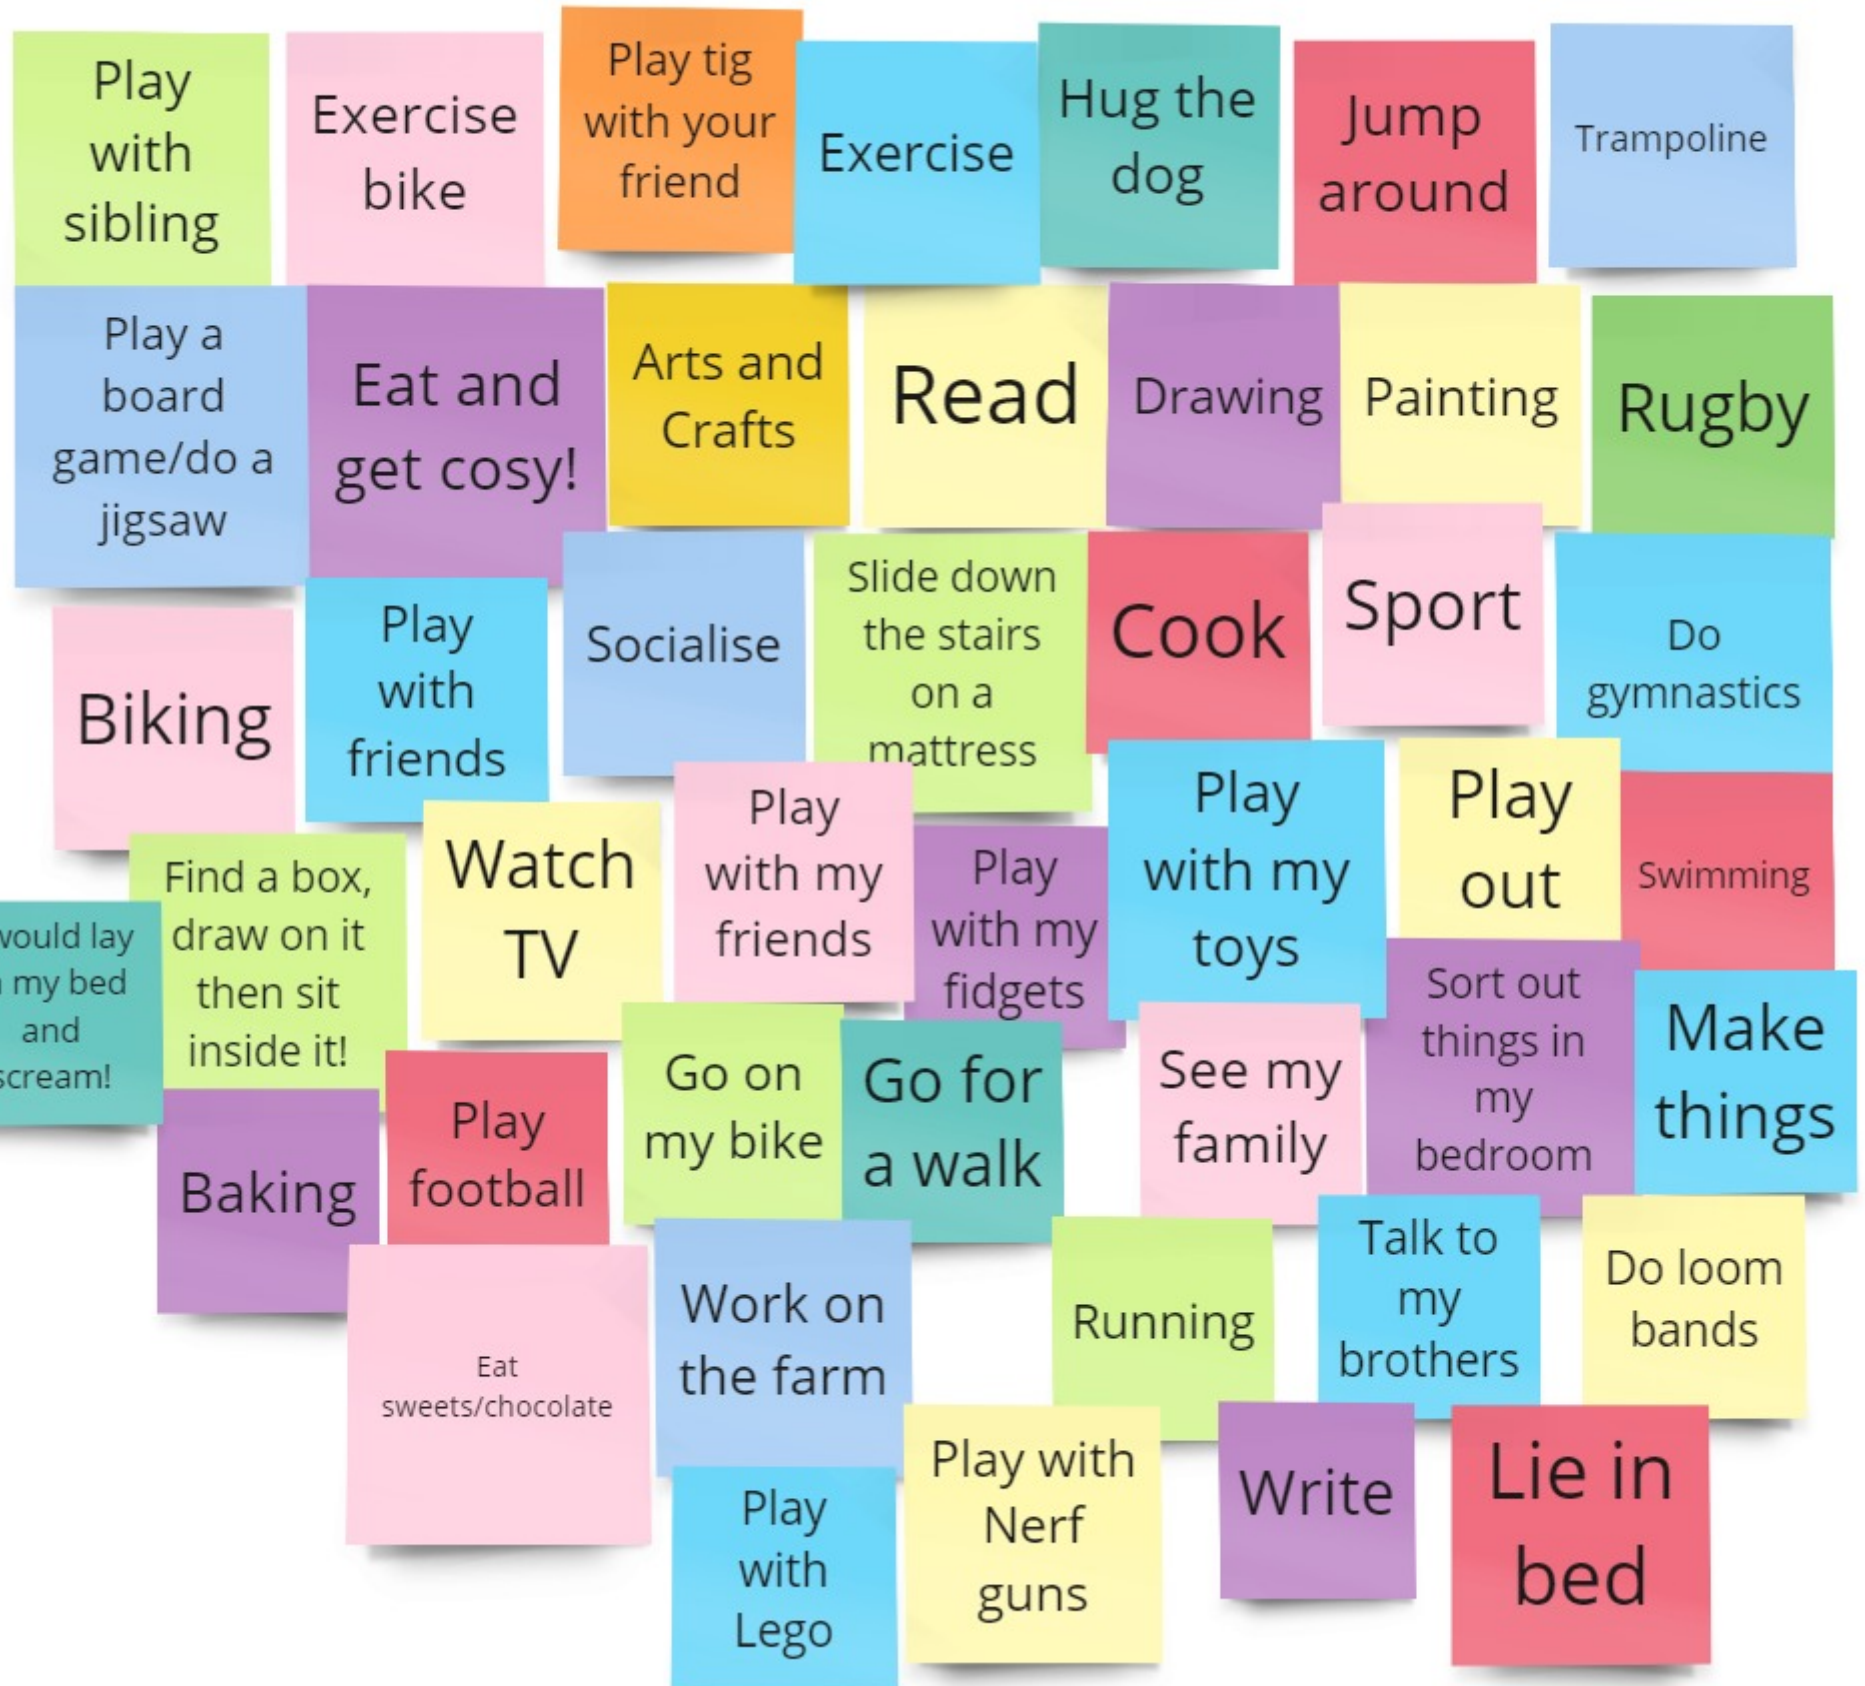 Play
with
sibling
Exercise
bike
Play tig
with your
friend
Exercise
Hug the
dog
Jump
around
Trampoline
Play a
board
game/do a
jigsaw
Eat and
get cosy!
Arts and
Crafts
Read
Drawing
Painting
Rugby
Biking
Play
with
friends
Socialise
Slide down
the stairs
on a
mattress
Cook
Sport
Do
gymnastics
would lay
my bed
and
scream!
Find a box,
draw on it
then sit
inside it!
Watch
TV
Play
with my
friends
Play
with my
fidgets
Play
with my
toys
Play
out
Swimming
Baking
Play
football
Go on
my bike
Go for
a walk
See my
family
Sort out
things in
my
bedroom
Make
things
Eat
sweets/chocolate
Work on
the farm
Running
Talk to
my
brothers
Do loom
bands
Play
with
Lego
Play with
Nerf
guns
Write
Lie in
bed